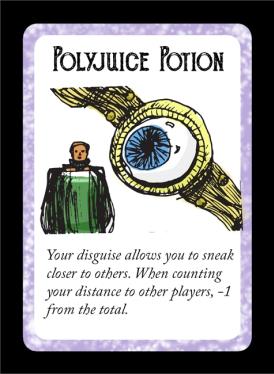 POLYJUICE POTION
Your disguise allows you to sneak
closer to others. When counting
your distance to other players, -1
from the total.